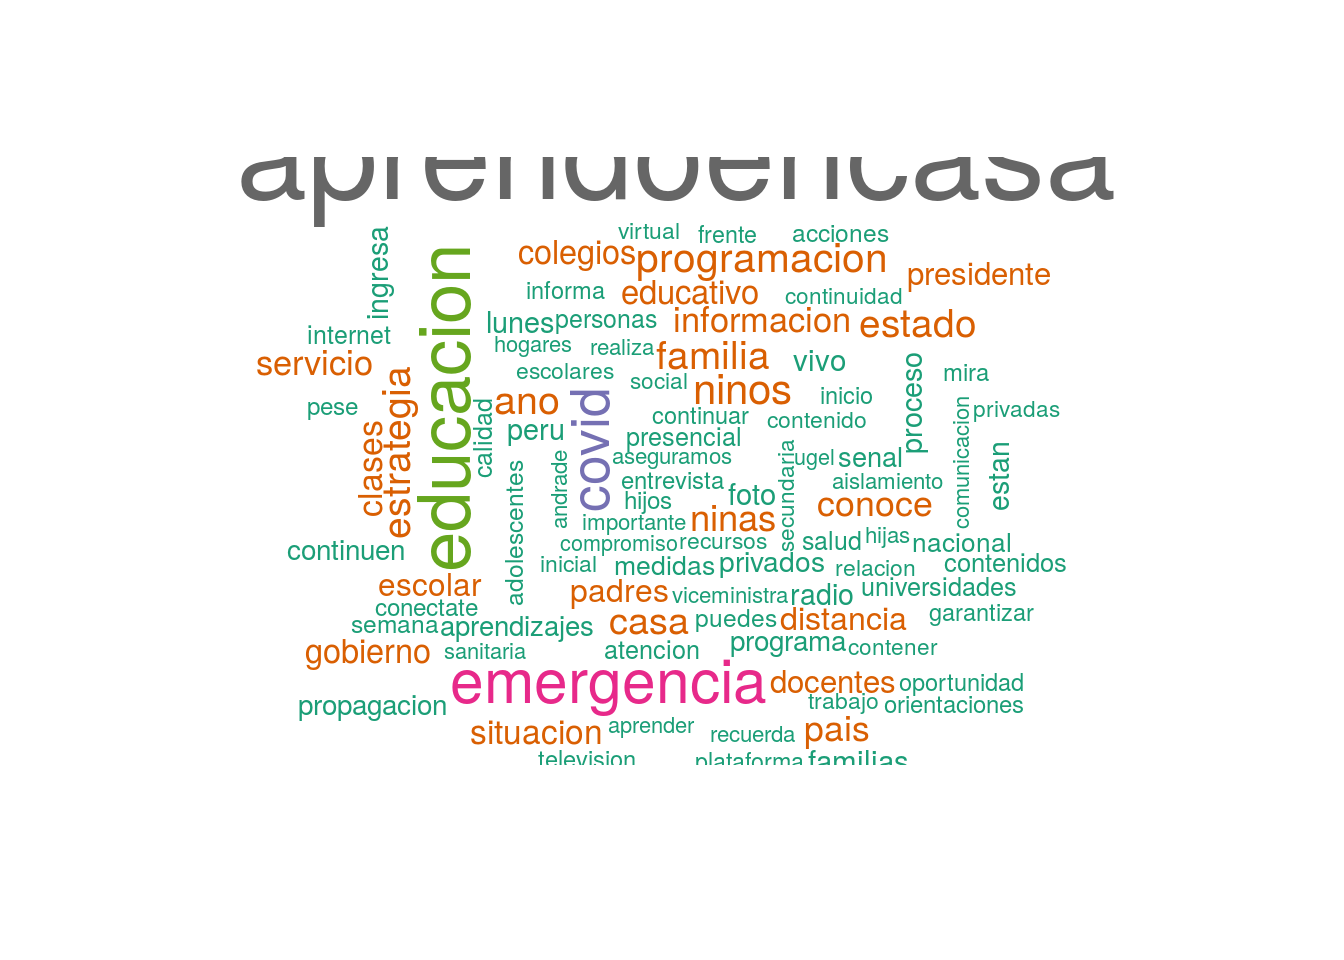 aprendoencasa
virtual frente acciones
ingresa colegios programacion presidente
informa educativo continuidad
internet lunes personas informacion estado
servicio hogares realiza familia vivo
escolares social ninos mira
estrategia educacion ano covid inicio proceso
pese continuar contenido privadas
clases calidad peru presencial
aseguramos secundaria rugel senal comunicacion estan
adolescentes andrade entrevista aislamiento
hijos foto conoce
importante ninas
continuen compromiso recursos salud hijas nacional
inicial medidas privados relacion contenidos
escolar padres viceministra radio universidades
conectate casa puedes distancia garantizar
semana aprendizajes
gobierno sanitaria atencion programa contener
emergencia docentes oportunidad
propagacion trabajo orientaciones
situacion aprender recuerda pais
television plataforma familias